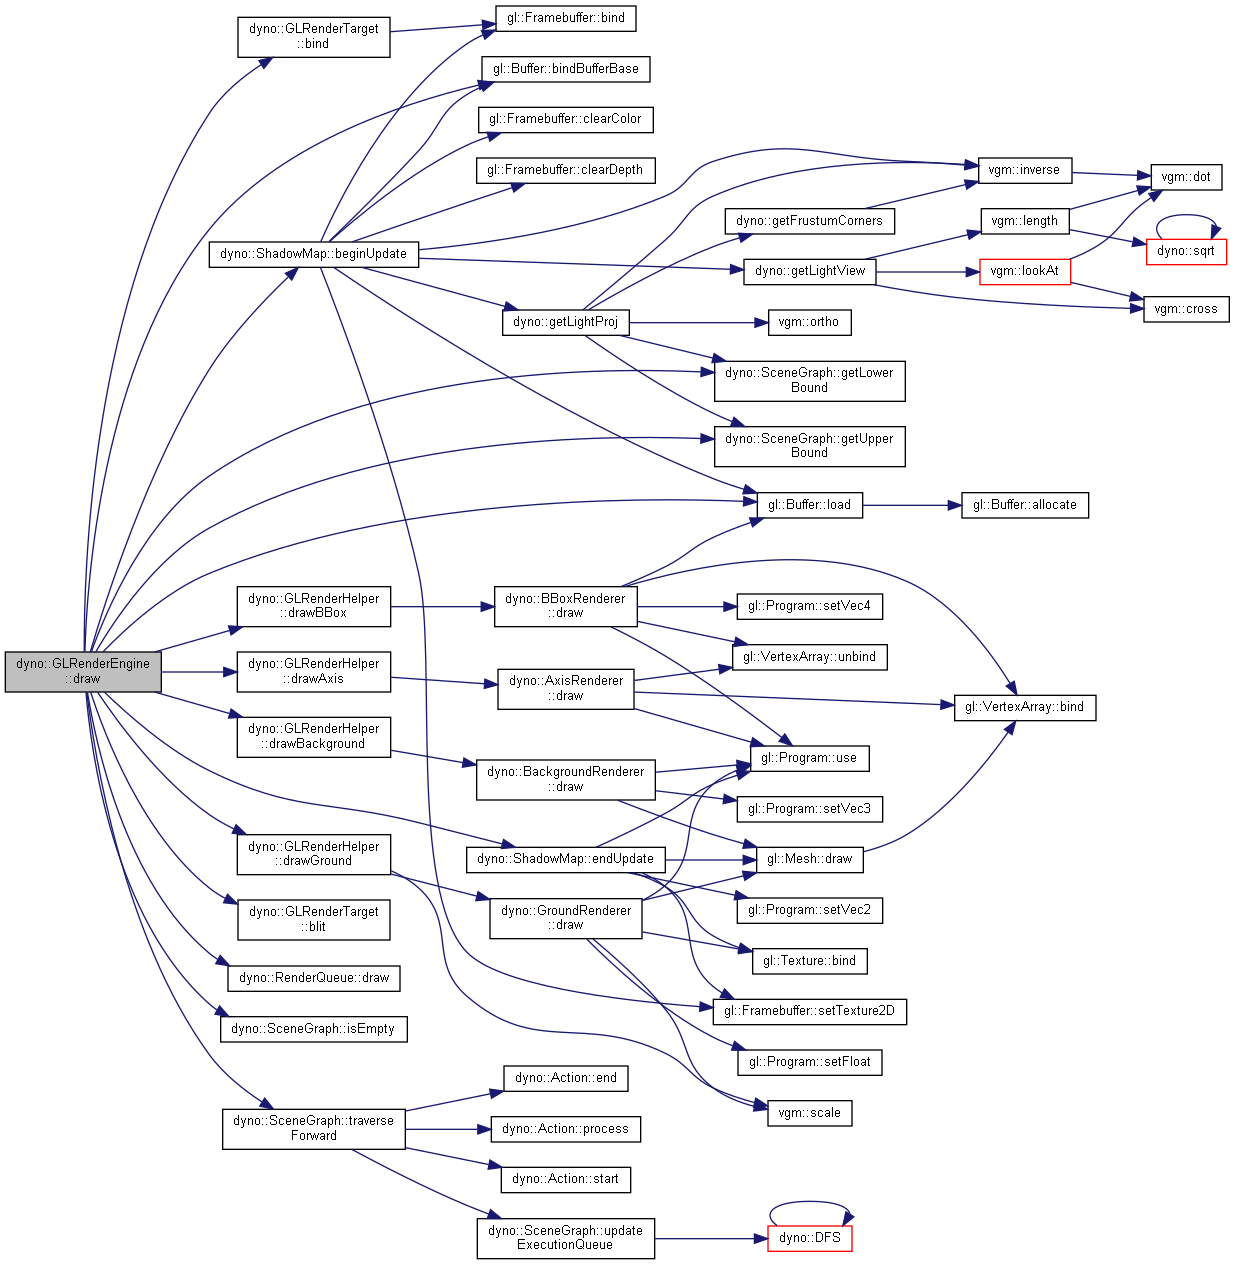 dyno::GLRenderEngine
::draw
dyno::GLRenderTarget
::bind
gl::Framebuffer::bind
gl::Buffer::bindBufferBase
gl::Framebuffer::clearColor
gl::Framebuffer::clearDepth
dyno::ShadowMap::beginUpdate
vgm::inverse
vgm::dot
dyno::getFrustumCorners
vgm::length
dyno::sqrt
dyno::getLightView
vgm::lookAt
vgm::cross
dyno::getLightProj
vgm::ortho
dyno::SceneGraph::getLower
Bound
dyno::SceneGraph::getUpper
Bound
gl::Buffer::load
gl::Buffer::allocate
dyno::GLRenderHelper
::drawBBox
dyno::BBoxRenderer
::draw
gl::Program::setVec4
gl::VertexArray::unbind
dyno::GLRenderHelper
::drawAxis
dyno::AxisRenderer
::draw
gl::VertexArray::bind
dyno::GLRenderHelper
::drawBackground
gl::Program::use
dyno::BackgroundRenderer
::draw
gl::Program::setVec3
dyno::GLRenderHelper
::drawGround
dyno::ShadowMap::endUpdate
gl::Mesh::draw
gl::Program::setVec2
dyno::GLRenderTarget
::blit
dyno::GroundRenderer
::draw
gl::Texture::bind
dyno::RenderQueue::draw
gl::Framebuffer::setTexture2D
dyno::SceneGraph::isEmpty
gl::Program::setFloat
dyno::Action::end
vgm::scale
dyno::SceneGraph::traverse
Forward
dyno::Action::process
dyno::Action::start
dyno::SceneGraph::update
ExecutionQueue
dyno::DFS